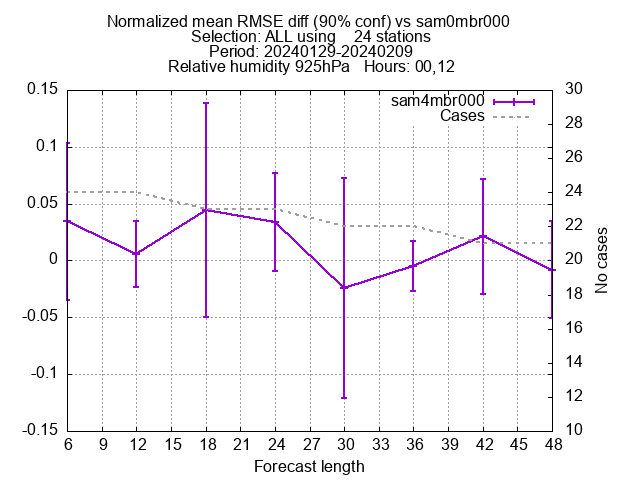 Normalized mean RMSE diff (90% conf) vs sam0mbr000
Selection: ALL using    24 stations
Period: 20240129-20240209
Relative humidity 925hPa   Hours: 00,12
sam4mbr000
Cases
0.15
0.1
0.05
0
-0.05
-0.1
-0.15
30
28
26
24
22
20
18
16
14
12
10
No cases
6 9 12 15 18 21 24 27 30 33 36 39 42 45 48
Forecast length